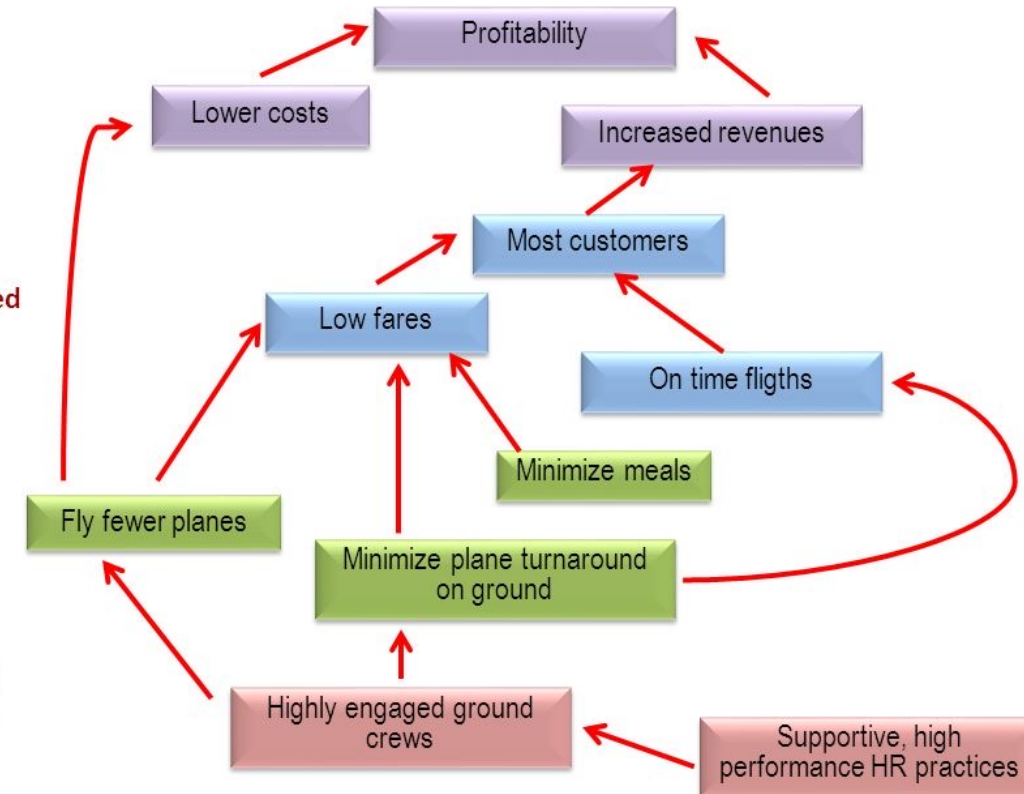 Profitability
Lower costs
Increased revenues
Most customers
ed
Low fares
On time fligths
Minimize meals
Fly fewer planes
Minimize plane turnaround
on ground
Highly engaged ground
crews
Supportive, high
performance HR practices